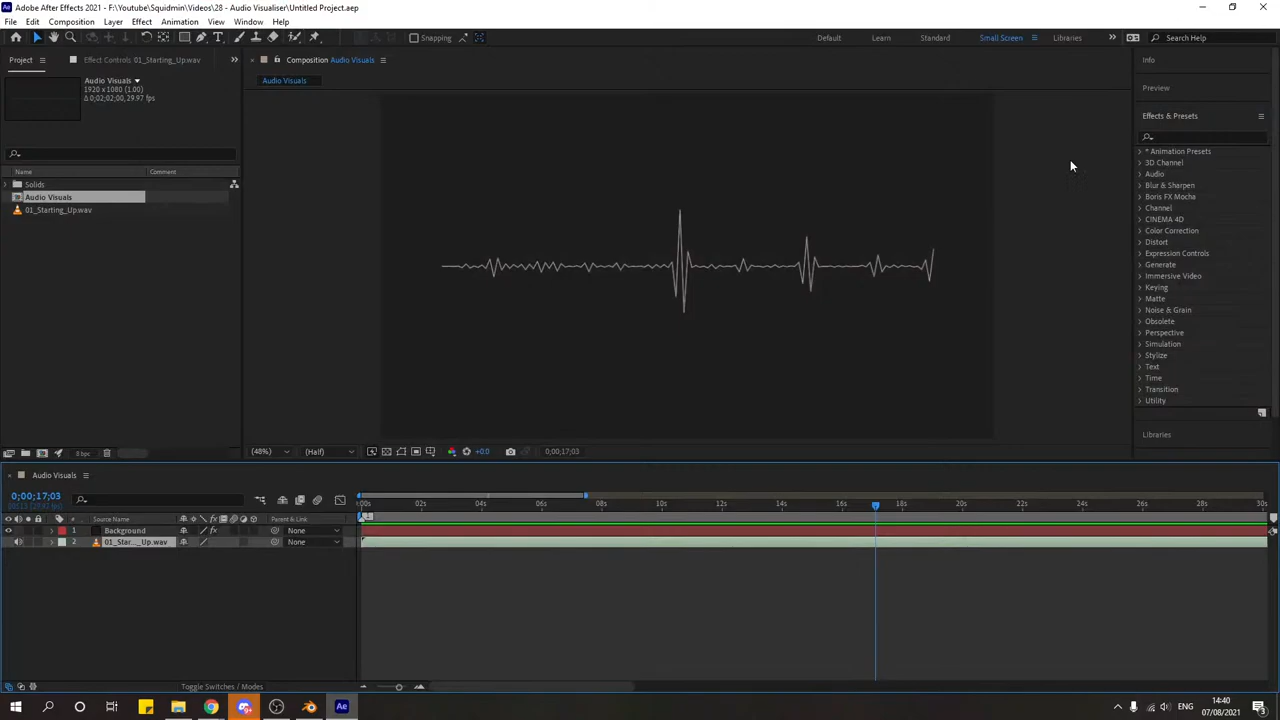 Adobe After Effects 2021 - F:\Youtube\Squidmin\Videos\28 - Audio Visualiser\Untitled Project.aep
File Edit Composition Layer Effect Animation View Window Help
Snapping Default Learn Standard Small Screen Libraries Search Help
Project Effect Controls 01_Starting_Up.wav
Composition Audio Visuals
Info
Audio Visuals
1920 x 1080 (1.00)
Δ 0;02;02;00, 29.97 fps
Audio Visuals
Preview
Effects & Presets
Name Comment
Solids
Audio Visuals
01_Starting_Up.wav
* Animation Presets
3D Channel
Audio
Blur & Sharpen
Boris FX Mocha
Channel
CINEMA 4D
Color Correction
Distort
Expression Controls
Generate
Immersive Video
Keying
Matte
Noise & Grain
Obsolete
Perspective
Simulation
Stylize
Text
Time
Transition
Utility
Libraries
8 bpc
(48%) (Half) +0.0 0;00;17;03
Audio Visuals
0;00;17;03
:00s 02s 04s 06s 08s 10s 12s 14s 16s 18s 20s 22s 24s 26s 28s 30s
# Source Name Parent & Link
1 Background None
2 01_Star..._Up.wav None
Toggle Switches / Modes
ENG
14:40
07/08/2021